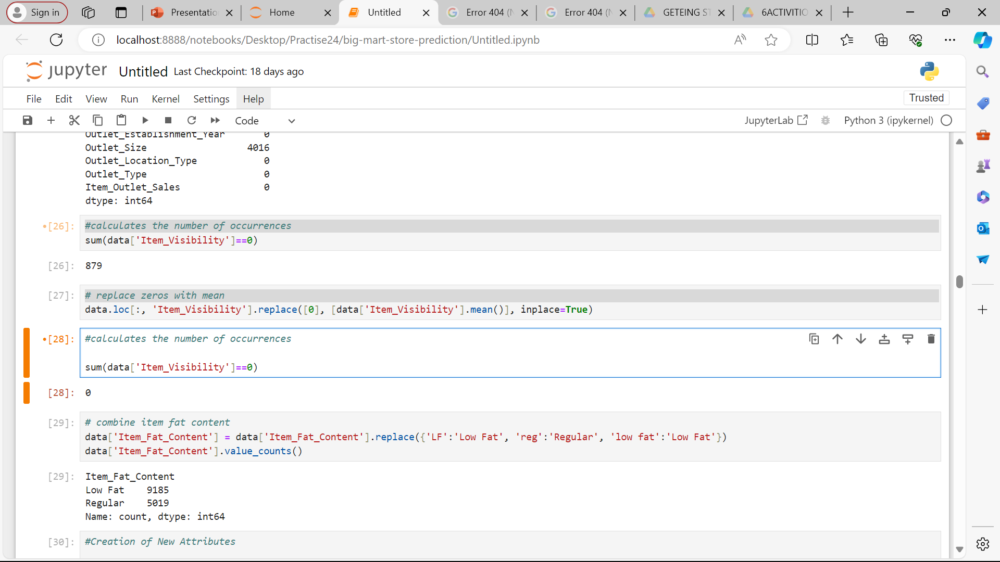 Sign in
Presentatio
Home
Untitled
Error 404 (N
Error 404 (N
GETEING ST
6ACTIVITIO
localhost:8888/notebooks/Desktop/Practise24/big-mart-store-prediction/Untitled.ipynb
jupyter Untitled Last Checkpoint: 18 days ago
File Edit View Run Kernel Settings Help
Trusted
Code
JupyterLab
Python 3 (ipykernel)
Outlet_Establishment_Year 0
Outlet_Size 4016
Outlet_Location_Type 0
Outlet_Type 0
Item_Outlet_Sales 0
dtype: int64
•[26]: #calculates the number of occurrences
sum(data['Item_Visibility']==0)
[26]: 879
[27]: # replace zeros with mean
data.loc[:, 'Item_Visibility'].replace([0], [data['Item_Visibility'].mean()], inplace=True)
•[28]: #calculates the number of occurrences
sum(data['Item_Visibility']==0)
[28]: 0
[29]: # combine item fat content
data['Item_Fat_Content'] = data['Item_Fat_Content'].replace({'LF':'Low Fat', 'reg':'Regular', 'low fat':'Low Fat'})
data['Item_Fat_Content'].value_counts()
[29]: Item_Fat_Content
Low Fat 9185
Regular 5019
Name: count, dtype: int64
[30]: #Creation of New Attributes